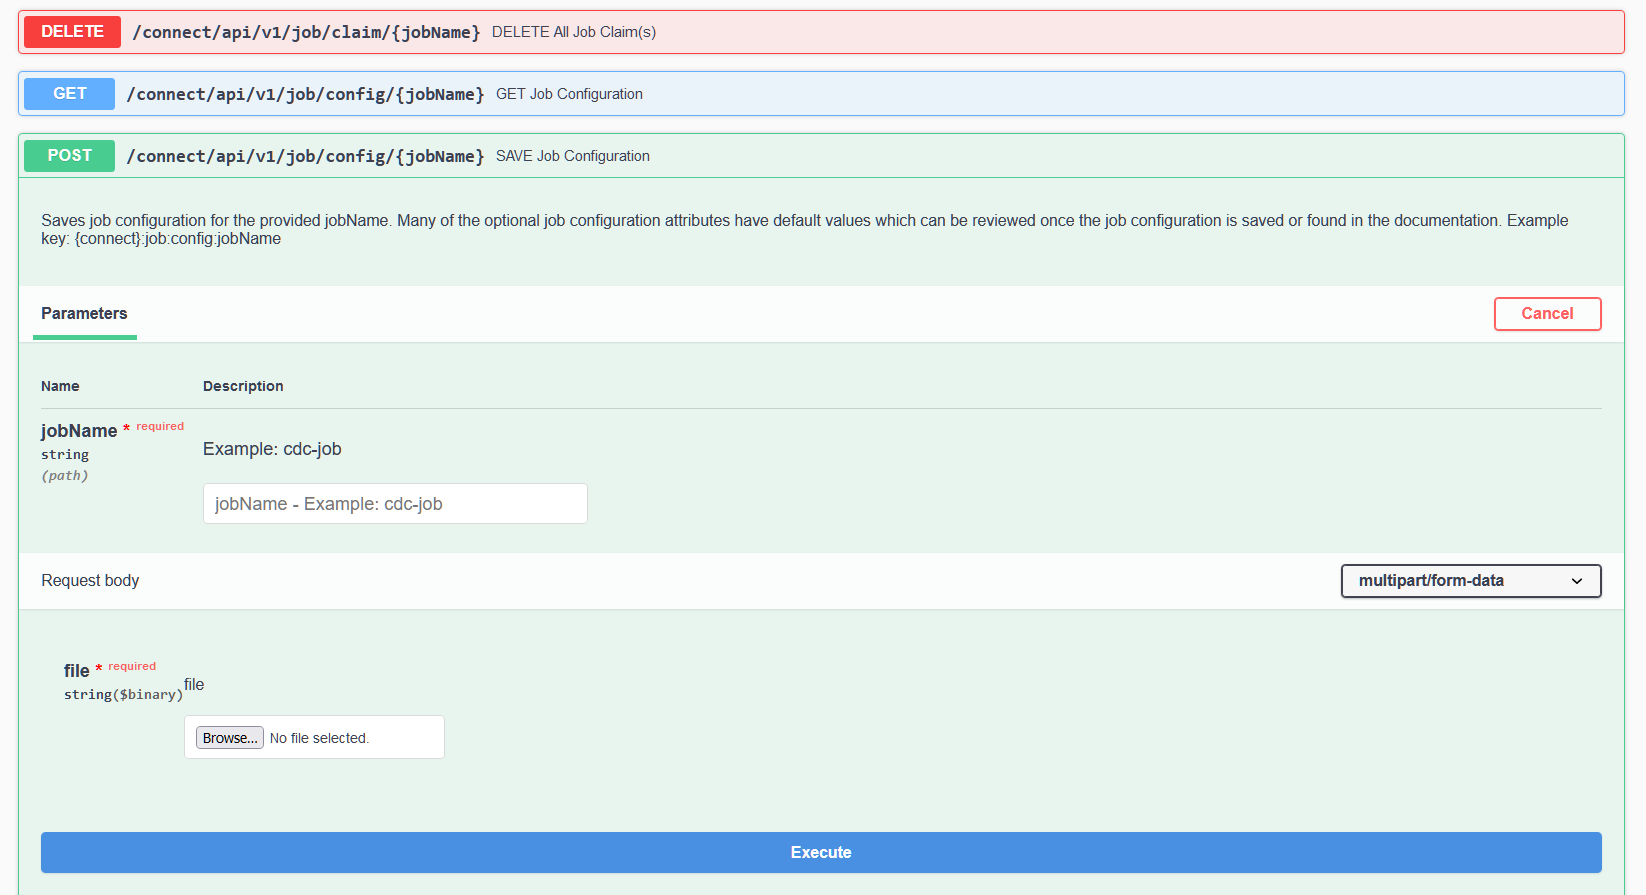 DELETE /connect/api/v1/job/claim/{jobName} DELETE All Job Claim(s)
GET /connect/api/v1/job/config/{jobName} GET Job Configuration
POST /connect/api/v1/job/config/{jobName} SAVE Job Configuration
Saves job configuration for the provided jobName. Many of the optional job configuration attributes have default values which can be reviewed once the job configuration is saved or found in the documentation. Example
key: {connect}:job:config:jobName
Parameters Cancel
Name Description
jobName * required
string
(path)
Example: cdc-job
jobName - Example: cdc-job
Request body multipart/form-data
file * required
string($binary)
file
Browse... No file selected.
Execute